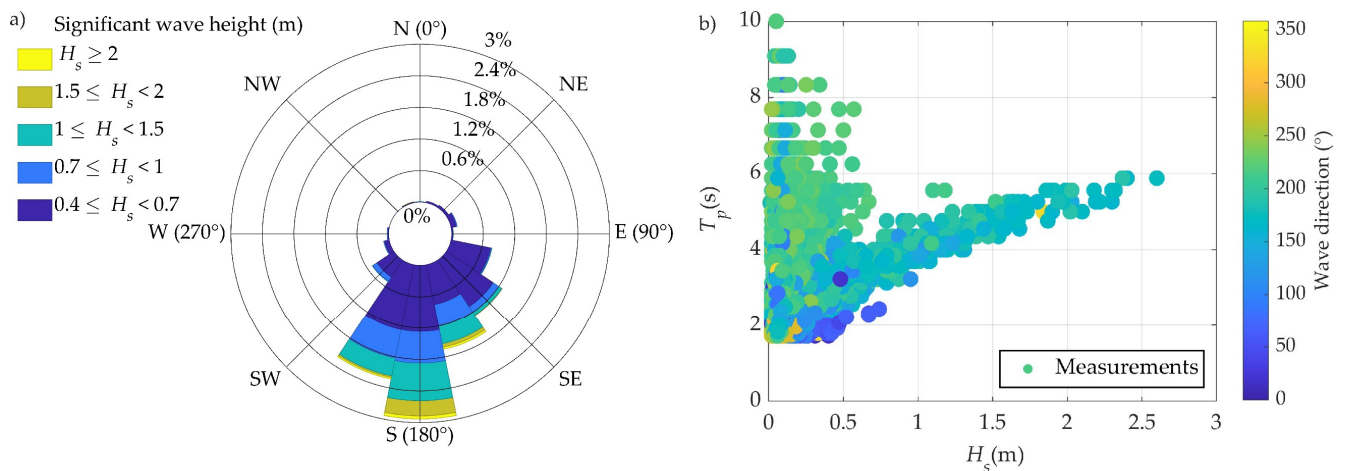 a)
Significant wave height (m)
H_s ≥ 2
1.5 ≤ H_s < 2
1 ≤ H_s < 1.5
0.7 ≤ H_s < 1
0.4 ≤ H_s < 0.7
N (0°)
NW
NE
W (270°)
E (90°)
SW
SE
S (180°)
3%
2.4%
1.8%
1.2%
0.6%
0%
b)
10
8
6
4
2
0
T_p(s)
0
0.5
1
1.5
2
2.5
3
H_s(m)
Measurements
350
300
250
200
150
100
50
0
Wave direction (°)